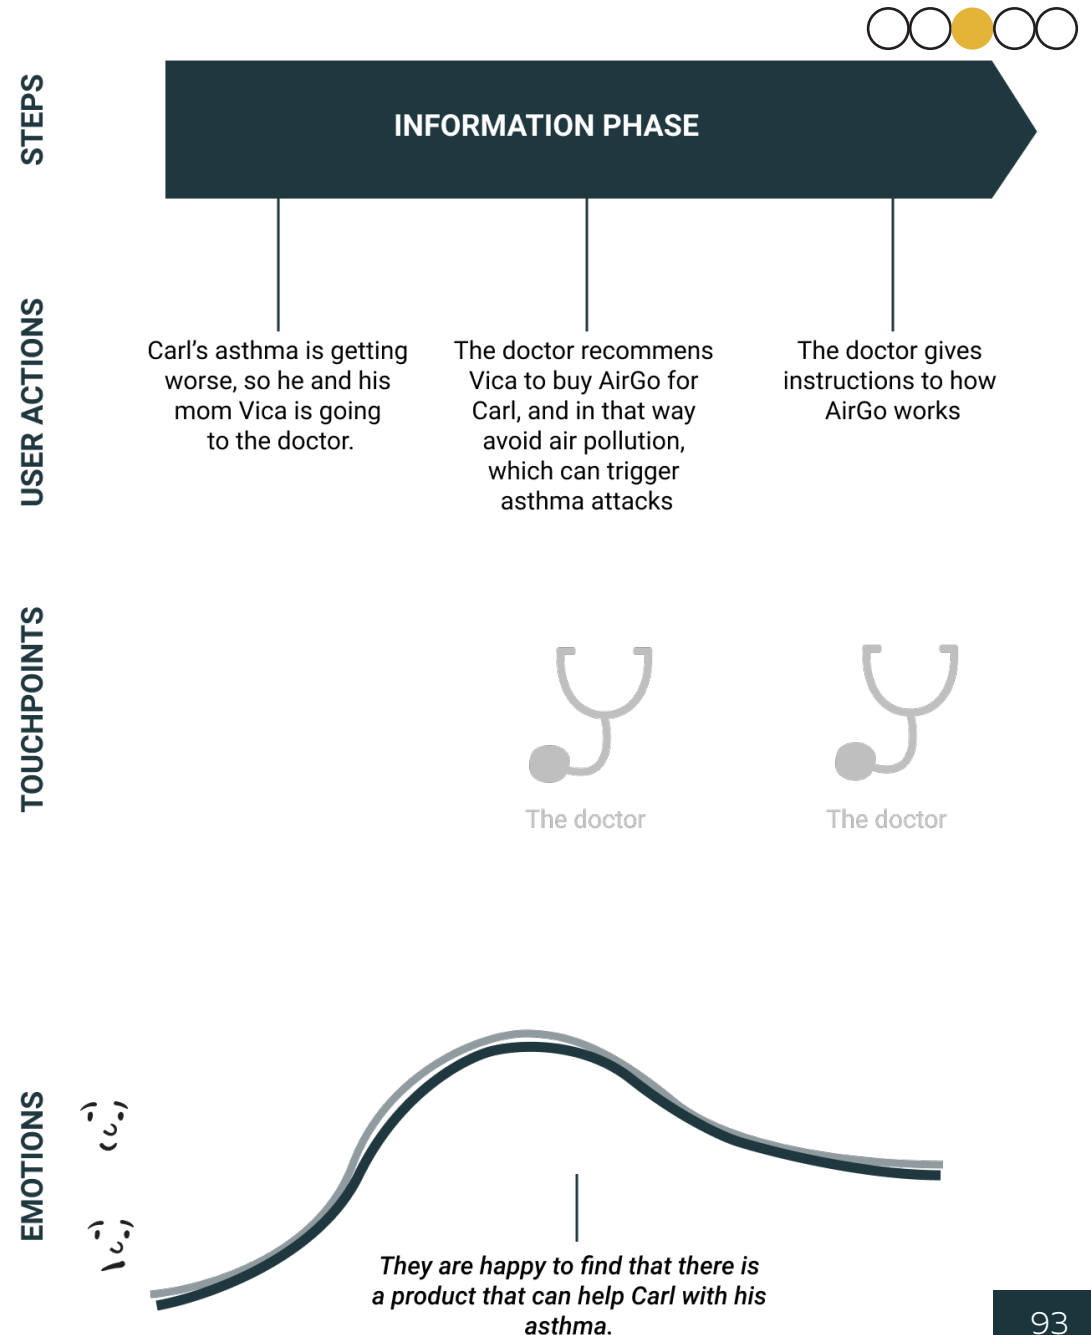 STEPS
INFORMATION PHASE
USER ACTIONS
Carl's asthma is getting
worse, so he and his
mom Vica is going
to the doctor.
The doctor recommens
Vica to buy AirGo for
Carl, and in that way
avoid air pollution,
which can trigger
asthma attacks
The doctor gives
instructions to how
AirGo works
TOUCHPOINTS
The doctor
The doctor
EMOTIONS
They are happy to find that there is
a product that can help Carl with his
asthma.
93